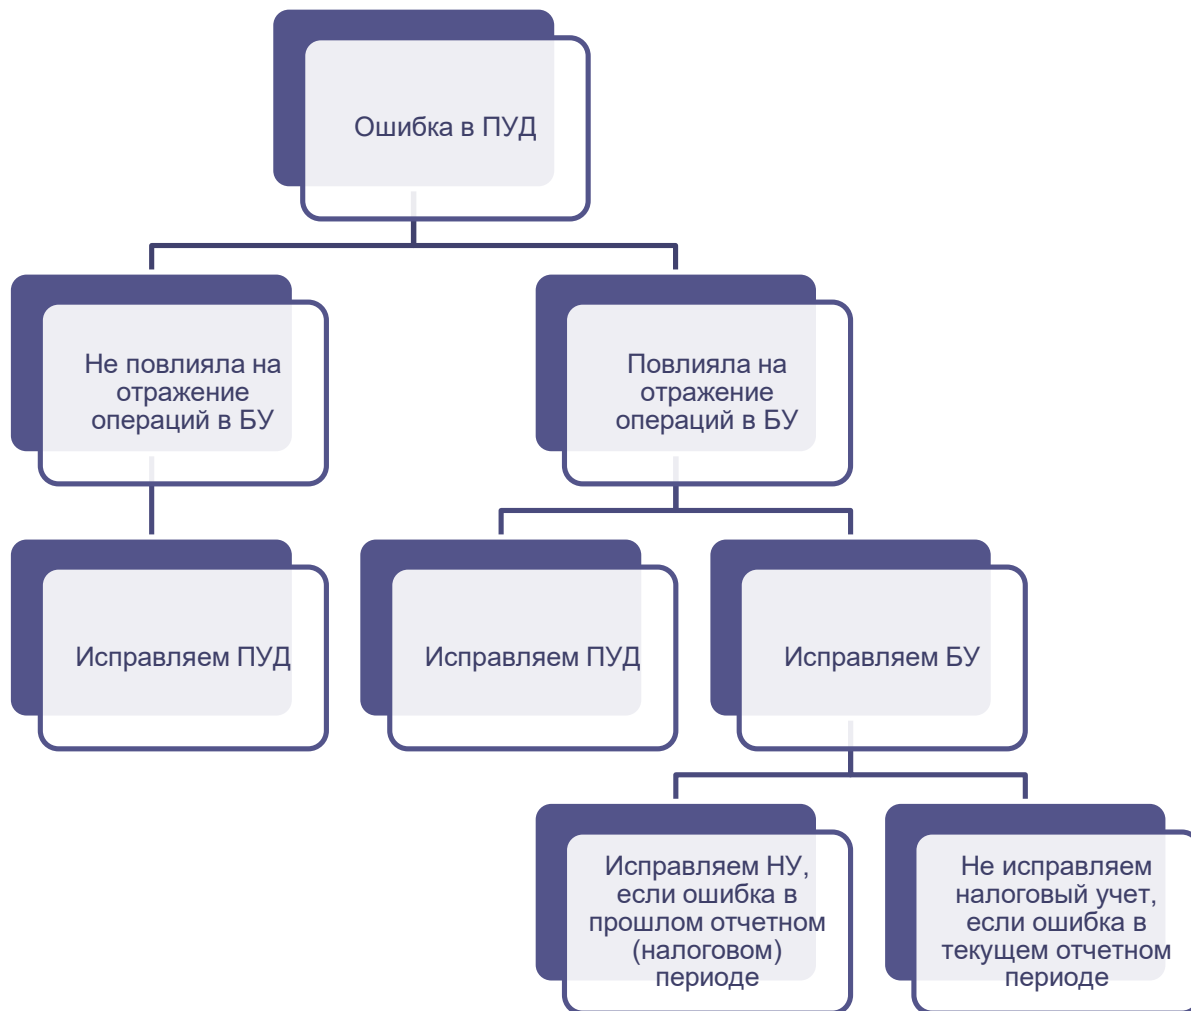 Ошибка в ПУД
Не повлияла на
отражение
операций в БУ
Повлияла на
отражение
операций в БУ
Исправляем ПУД
Исправляем ПУД
Исправляем БУ
Исправляем НУ,
если ошибка в
прошлом отчетном
(налоговом)
периоде
Не исправляем
налоговый учет,
если ошибка в
текущем отчетном
периоде